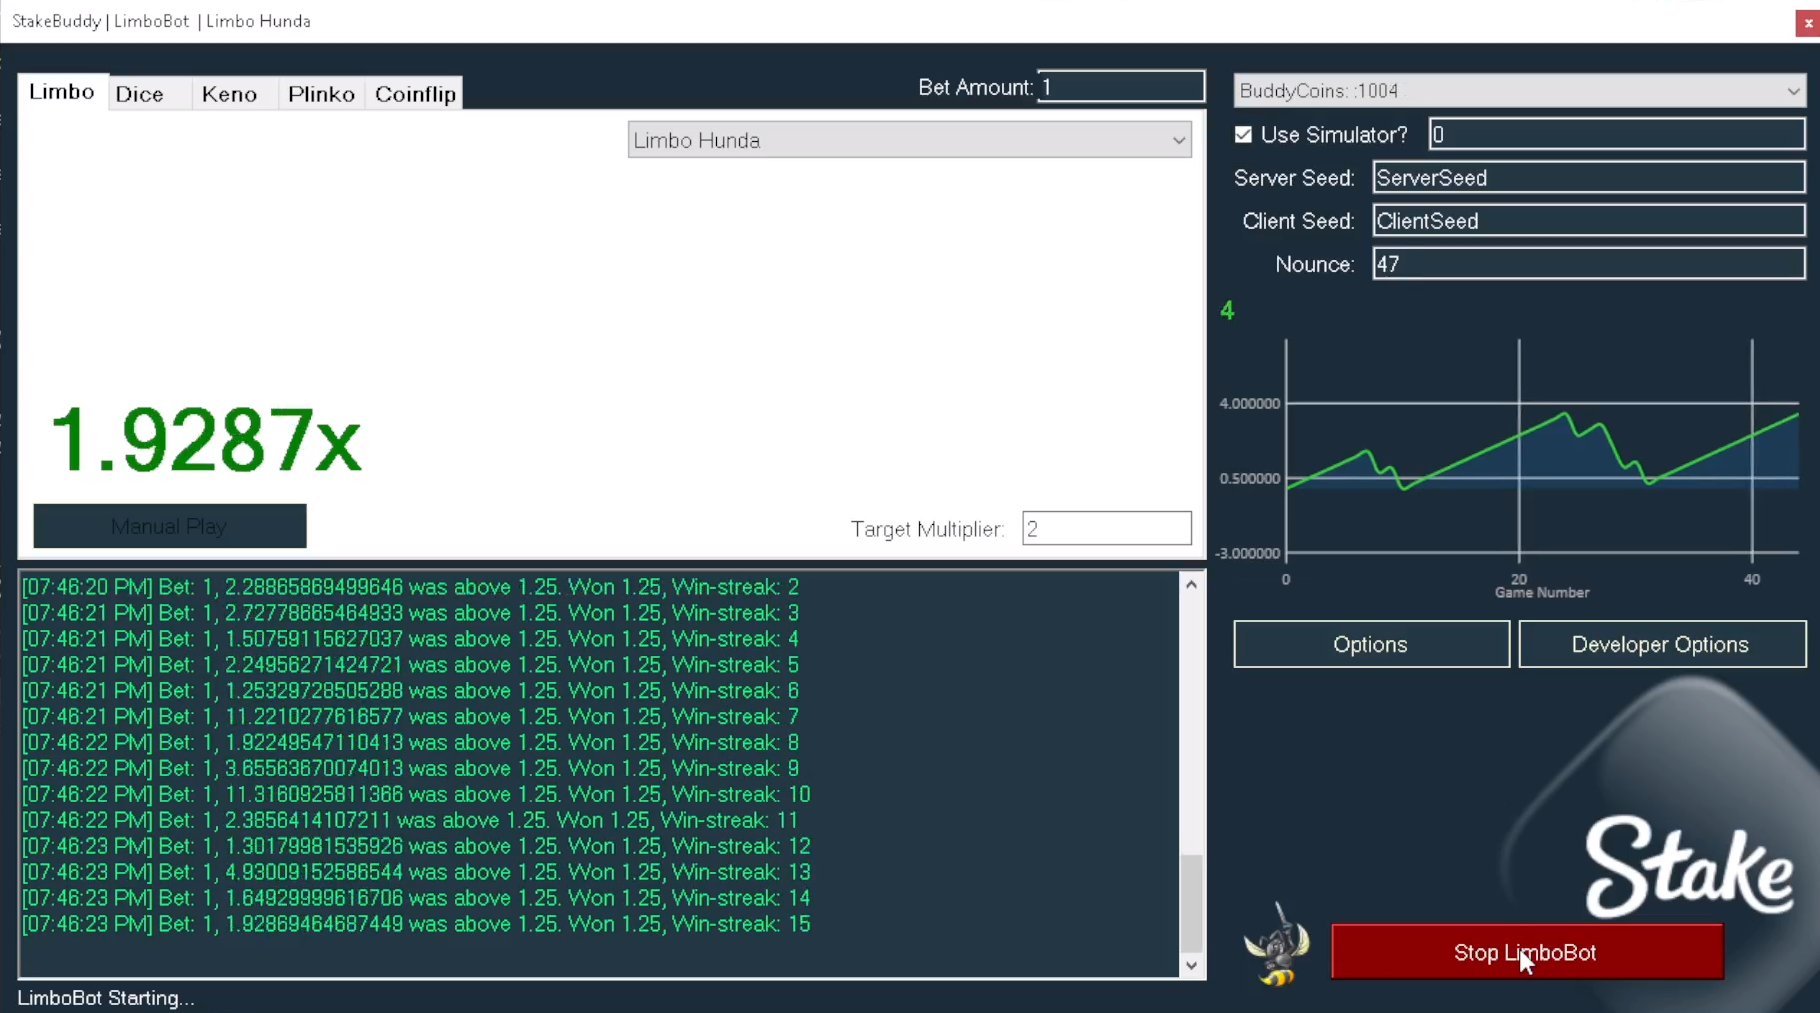 StakeBuddy | LimboBot | Limbo Hunda
x
Limbo Dice Keno Plinko Coinflip
Bet Amount: 1
Limbo Hunda
1.9287x
Manual Play
Target Multiplier: 2
[07:46:20 PM] Bet: 1, 2.28865869499646 was above 1.25. Won 1.25, Win-streak: 2
[07:46:21 PM] Bet: 1, 2.72778665464933 was above 1.25. Won 1.25, Win-streak: 3
[07:46:21 PM] Bet: 1, 1.50759115627037 was above 1.25. Won 1.25, Win-streak: 4
[07:46:21 PM] Bet: 1, 2.24956271424721 was above 1.25. Won 1.25, Win-streak: 5
[07:46:21 PM] Bet: 1, 1.25329728505288 was above 1.25. Won 1.25, Win-streak: 6
[07:46:21 PM] Bet: 1, 11.2210277616577 was above 1.25. Won 1.25, Win-streak: 7
[07:46:22 PM] Bet: 1, 1.92249547110413 was above 1.25. Won 1.25, Win-streak: 8
[07:46:22 PM] Bet: 1, 3.65563670074013 was above 1.25. Won 1.25, Win-streak: 9
[07:46:22 PM] Bet: 1, 11.3160925811366 was above 1.25. Won 1.25, Win-streak: 10
[07:46:22 PM] Bet: 1, 2.3856414107211 was above 1.25. Won 1.25, Win-streak: 11
[07:46:23 PM] Bet: 1, 1.30179981535926 was above 1.25. Won 1.25, Win-streak: 12
[07:46:23 PM] Bet: 1, 4.93009152586544 was above 1.25. Won 1.25, Win-streak: 13
[07:46:23 PM] Bet: 1, 1.64929999616706 was above 1.25. Won 1.25, Win-streak: 14
[07:46:23 PM] Bet: 1, 1.92869464687449 was above 1.25. Won 1.25, Win-streak: 15
LimboBot Starting...
BuddyCoins: :1004
Use Simulator? 0
Server Seed: ServerSeed
Client Seed: ClientSeed
Nounce: 47
4
4.000000
0.500000
-3.000000
0 20 40
Game Number
Options
Developer Options
Stake
Stop LimboBot